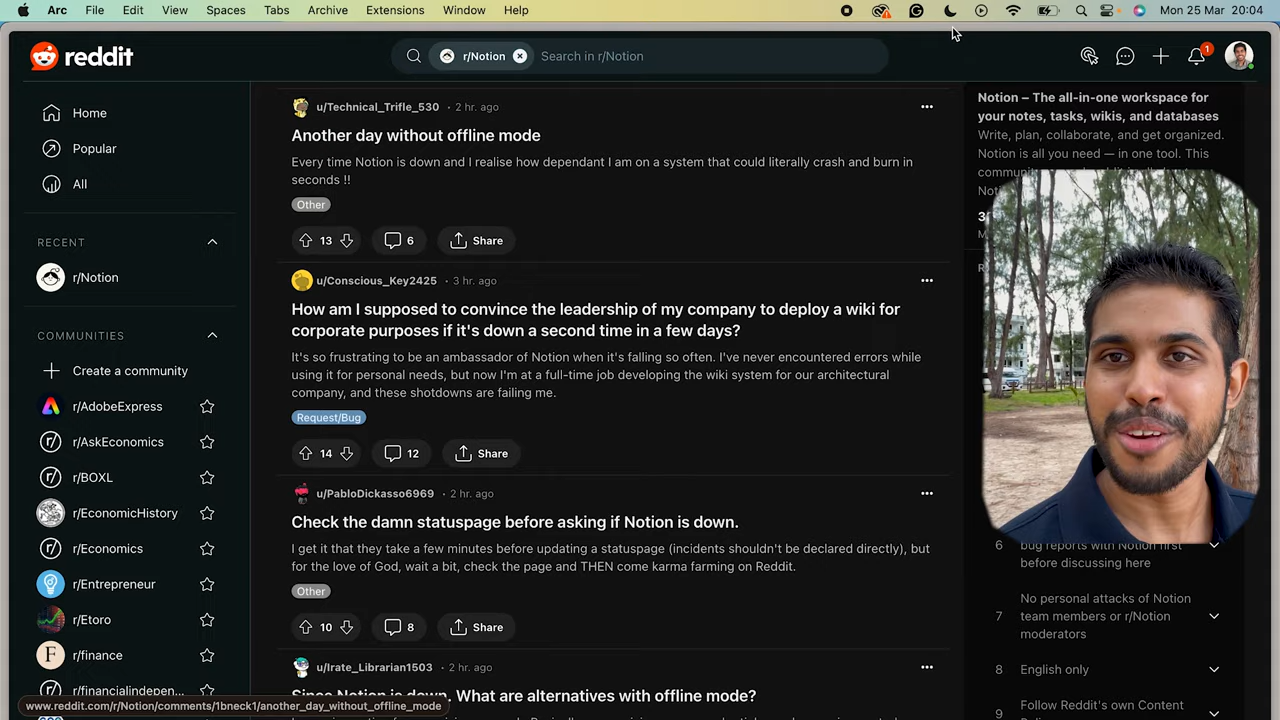 Arc File Edit View Spaces Tabs Archive Extensions Window Help Mon 25 Mar 20:04
reddit
r/Notion Search in r/Notion
1
Home
Popular
All
RECENT
r/Notion
COMMUNITIES
Create a community
r/AdobeExpress
r/AskEconomics
r/BOXL
r/EconomicHistory
r/Economics
r/Entrepreneur
r/Etoro
r/finance
r/financialindepen...
www.reddit.com/r/Notion/comments/1bneck1/another_day_without_offline_mode
u/Technical_Trifle_530 • 2 hr. ago
Another day without offline mode
Every time Notion is down and I realise how dependant I am on a system that could literally crash and burn in
seconds !!
Other
13 6 Share
u/Conscious_Key2425 • 3 hr. ago
How am I supposed to convince the leadership of my company to deploy a wiki for
corporate purposes if it's down a second time in a few days?
It's so frustrating to be an ambassador of Notion when it's falling so often. I've never encountered errors while
using it for personal needs, but now I'm at a full-time job developing the wiki system for our architectural
company, and these shotdowns are failing me.
Request/Bug
14 12 Share
u/PabloDickasso6969 • 2 hr. ago
Check the damn statuspage before asking if Notion is down.
I get it that they take a few minutes before updating a statuspage (incidents shouldn't be declared directly), but
for the love of God, wait a bit, check the page and THEN come karma farming on Reddit.
Other
10 8 Share
u/Irate_Librarian1503 • 2 hr. ago
Since Notion is down. What are alternatives with offline mode?
Notion – The all-in-one workspace for
your notes, tasks, wikis, and databases
Write, plan, collaborate, and get organized.
Notion is all you need — in one tool. This
6 bug reports with Notion first
before discussing here
No personal attacks of Notion
7 team members or r/Notion
moderators
8 English only
Follow Reddit's own Content
9